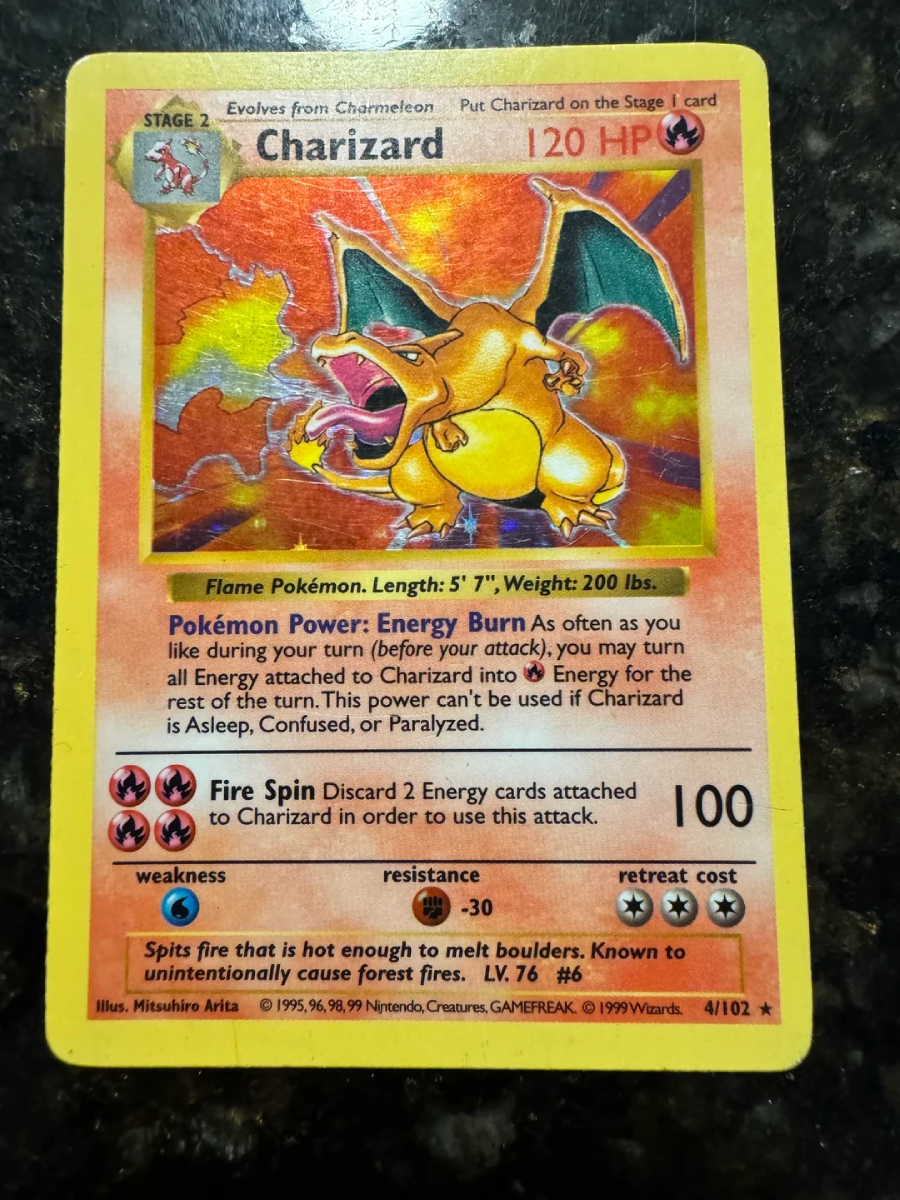 STAGE 2
Evolves from Charmeleon
Put Charizard on the Stage 1 card
Charizard
120 HP
Flame Pokémon. Length: 5' 7", Weight: 200 lbs.
Pokémon Power: Energy Burn As often as you
like during your turn (before your attack), you may turn
all Energy attached to Charizard into Energy for the
rest of the turn. This power can't be used if Charizard
is Asleep, Confused, or Paralyzed.
Fire Spin Discard 2 Energy cards attached
to Charizard in order to use this attack.
100
weakness
resistance
retreat cost
-30
Spits fire that is hot enough to melt boulders. Known to
unintentionally cause forest fires. LV. 76 #6
Illus. Mitsuhiro Arita
© 1995, 96, 98, 99 Nintendo, Creatures, GAMEFREAK. © 1999 Wizards.
4/102 ★